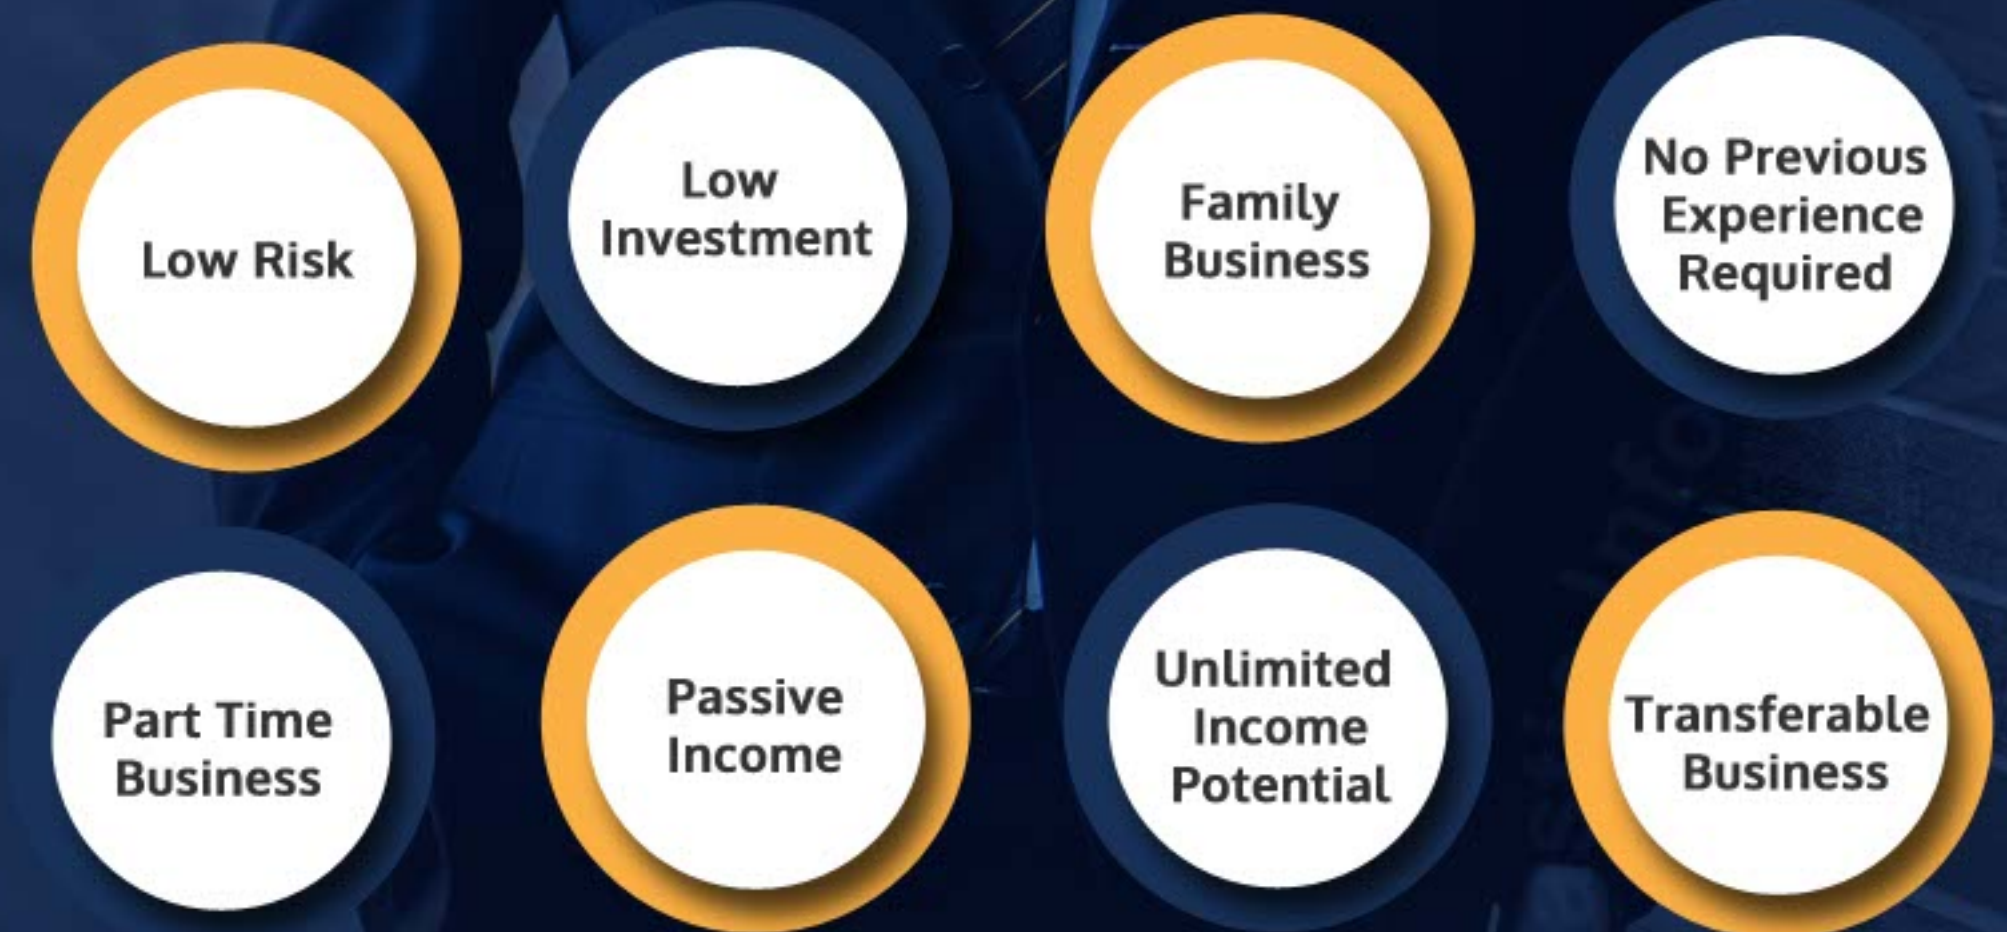 Low Risk
Low
Investment
Family
Business
No Previous
Experience
Required
Part Time
Business
Passive
Income
Unlimited
Income
Potential
Transferable
Business